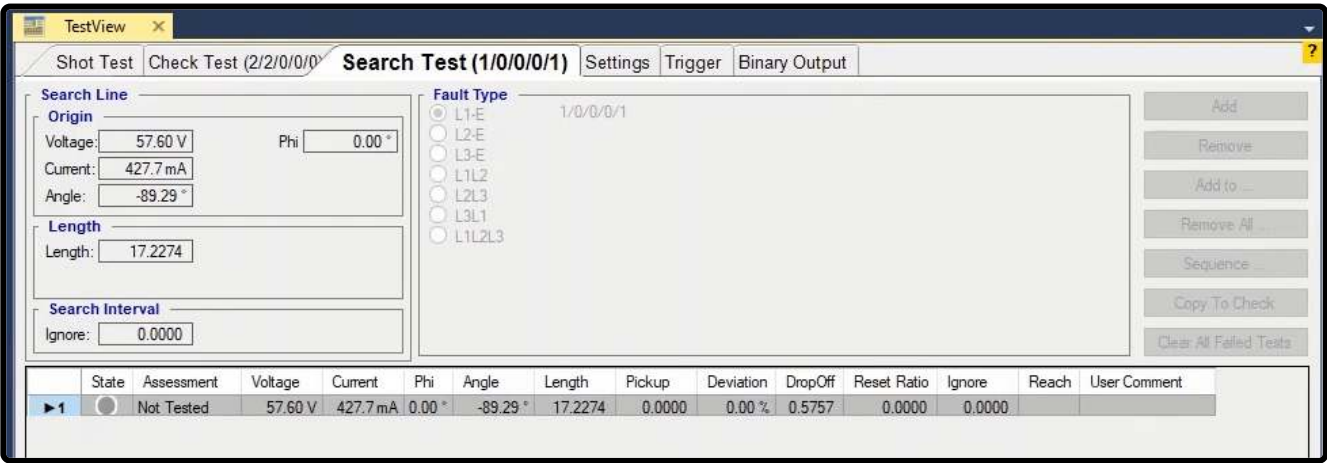 TestView ×
?
Shot Test Check Test (2/2/0/0/0) Search Test (1/0/0/0/1) Settings Trigger Binary Output
Search Line
Origin
Voltage: 57.60 V Phi 0.00 °
Current: 427.7 mA
Angle: -89.29 °
Length
Length: 17.2274
Search Interval
Ignore: 0.0000
Fault Type
L1-E 1/0/0/0/1
L2-E
L3-E
L1L2
L2L3
L3L1
L1L2L3
Add
Remove
Add to ...
Remove All ...
Sequence ...
Copy To Check
Clear All Failed Tests
State Assessment Voltage Current Phi Angle Length Pickup Deviation DropOff Reset Ratio Ignore Reach User Comment
►1 Not Tested 57.60 V 427.7 mA 0.00 ° -89.29 ° 17.2274 0.0000 0.00 % 0.5757 0.0000 0.0000